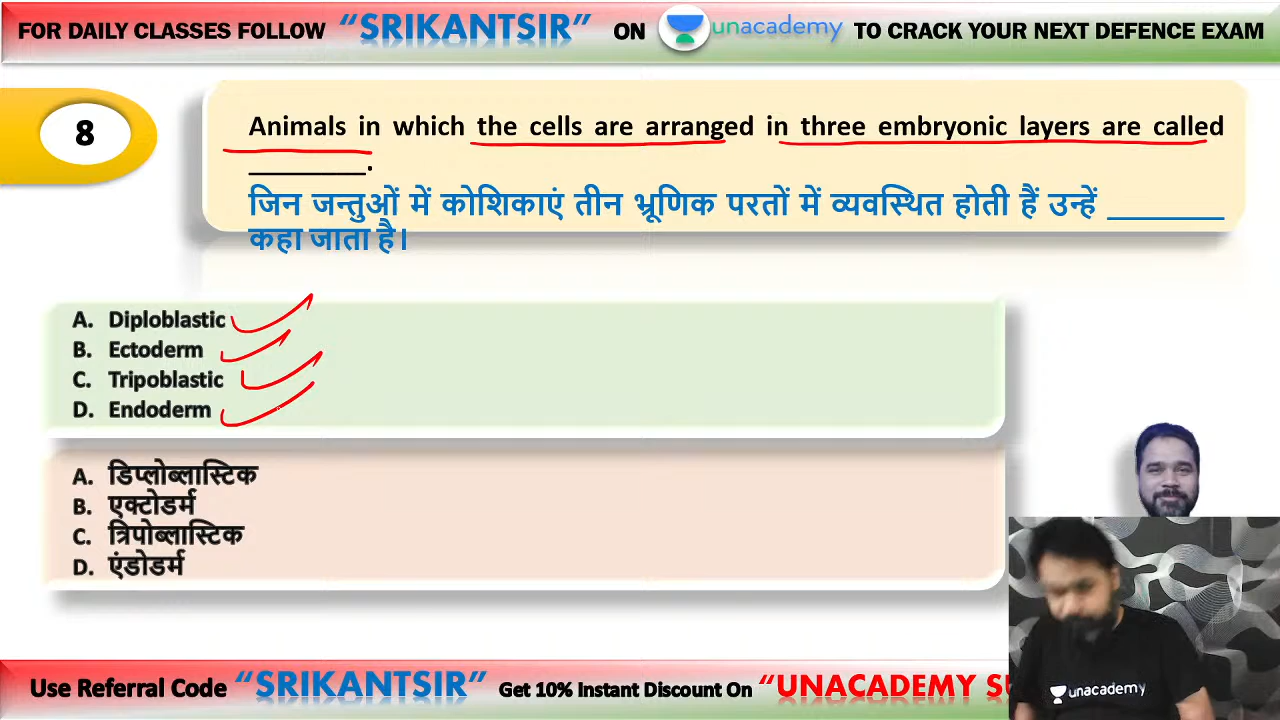 FOR DAILY CLASSES FOLLOW “SRIKANTSIR” ON unacademy TO CRACK YOUR NEXT DEFENCE EXAM
8
Animals in which the cells are arranged in three embryonic layers are called
________.
जिन जन्तुओं में कोशिकाएं तीन भ्रूणिक परतों में व्यवस्थित होती हैं उन्हें ________
कहा जाता है।
A. Diploblastic
B. Ectoderm
C. Tripoblastic
D. Endoderm
A. डिप्लोब्लास्टिक
B. एक्टोडर्म
C. त्रिपोब्लास्टिक
D. एंडोडर्म
unacademy
Use Referral Code “SRIKANTSIR” Get 10% Instant Discount On “UNACADEMY